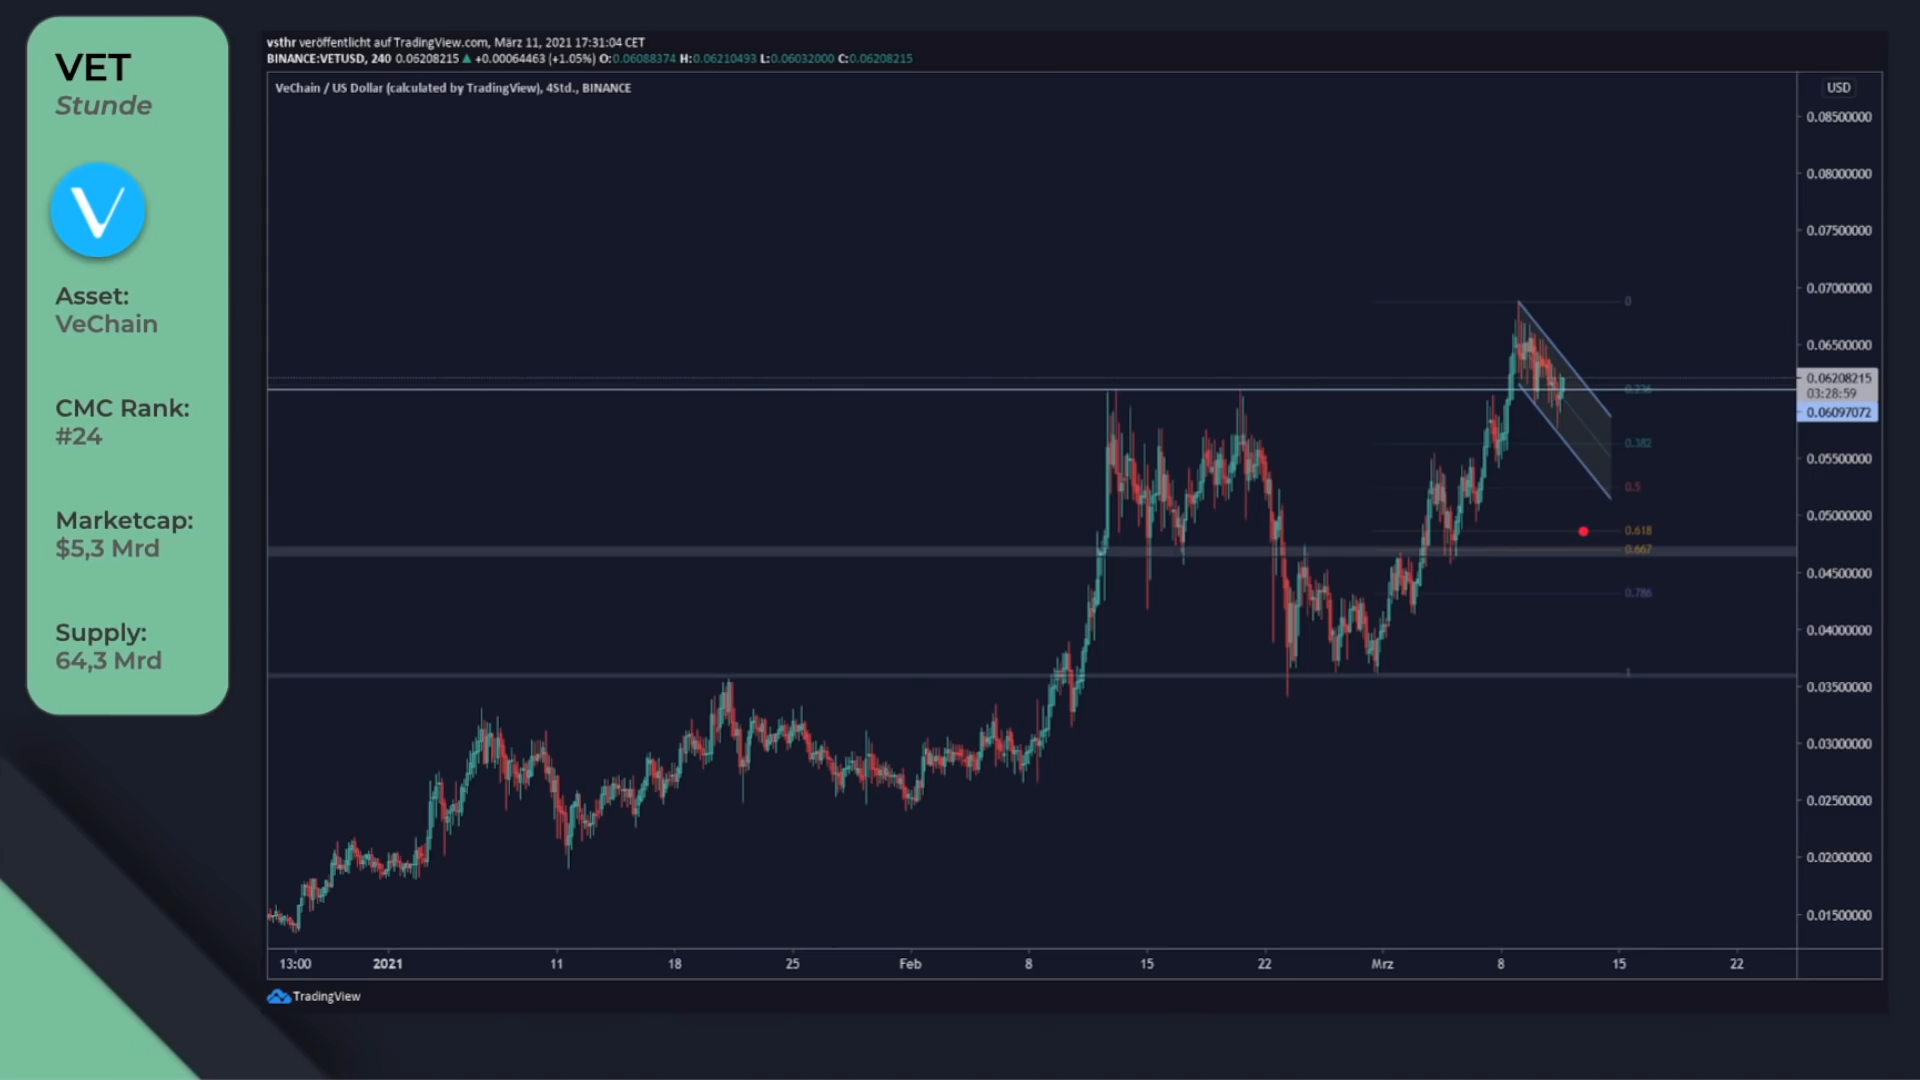 VET
Stunde
Asset:
VeChain
CMC Rank:
#24
Marketcap:
$5,3 Mrd
Supply:
64,3 Mrd
vsthr veröffentlicht auf TradingView.com, März 11, 2021 17:31:04 CET
BINANCE:VETUSD, 240 0.06208215 ▲ +0.00064463 (+1.05%) O:0.06088374 H:0.06210493 L:0.06032000 C:0.06208215
VeChain / US Dollar (calculated by TradingView), 4Std., BINANCE
USD
0.08500000
0.08000000
0.07500000
0.07000000
0.06500000
0.06208215
03:28:59
0.06097072
0.05500000
0.05000000
0.04500000
0.04000000
0.03500000
0.03000000
0.02500000
0.02000000
0.01500000
0
0.236
0.382
0.5
0.618
0.667
0.786
1
13:00 2021 11 18 25 Feb 8 15 22 Mrz 8 15 22
TradingView